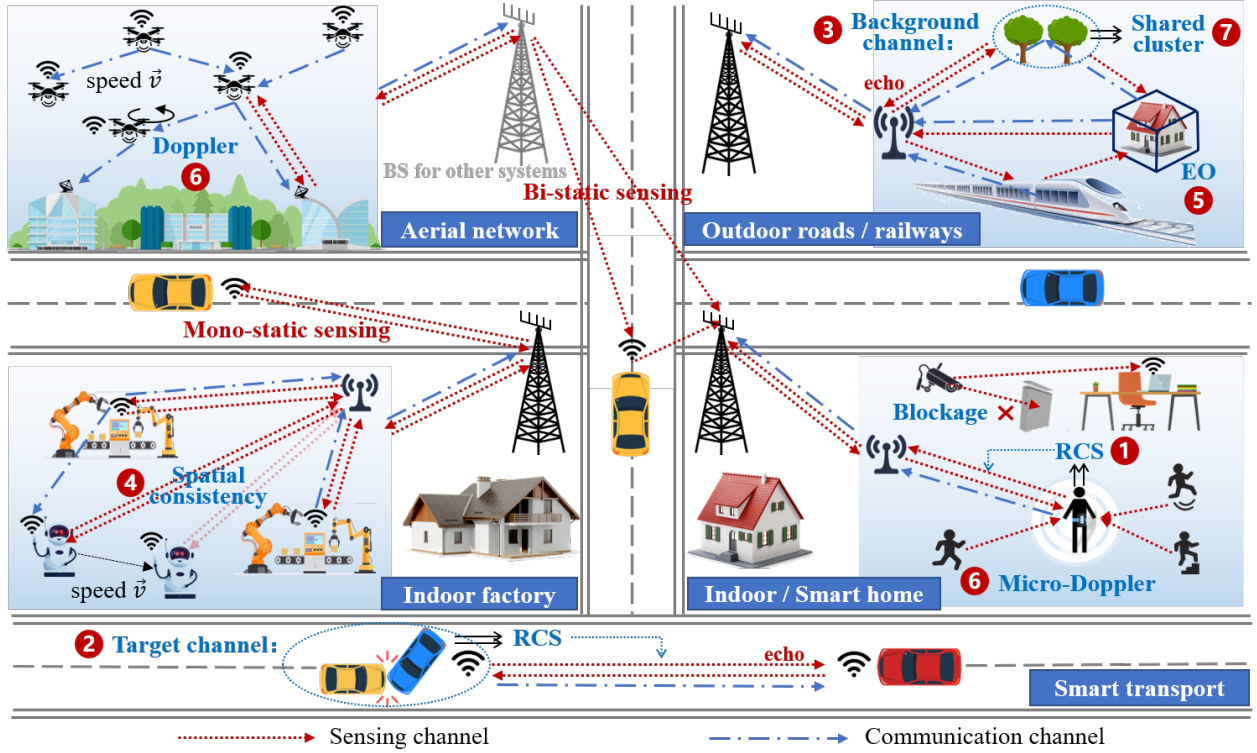 speed v⃗
Doppler
6
BS for other systems
Aerial network
Bi-static sensing
3 Background
channel:
Shared
cluster 7
echo
EO
5
Outdoor roads / railways
Mono-static sensing
4 Spatial
consistency
speed v⃗
Indoor factory
Blockage
RCS 1
6 Micro-Doppler
Indoor / Smart home
2 Target channel:
RCS
echo
Smart transport
Sensing channel
Communication channel